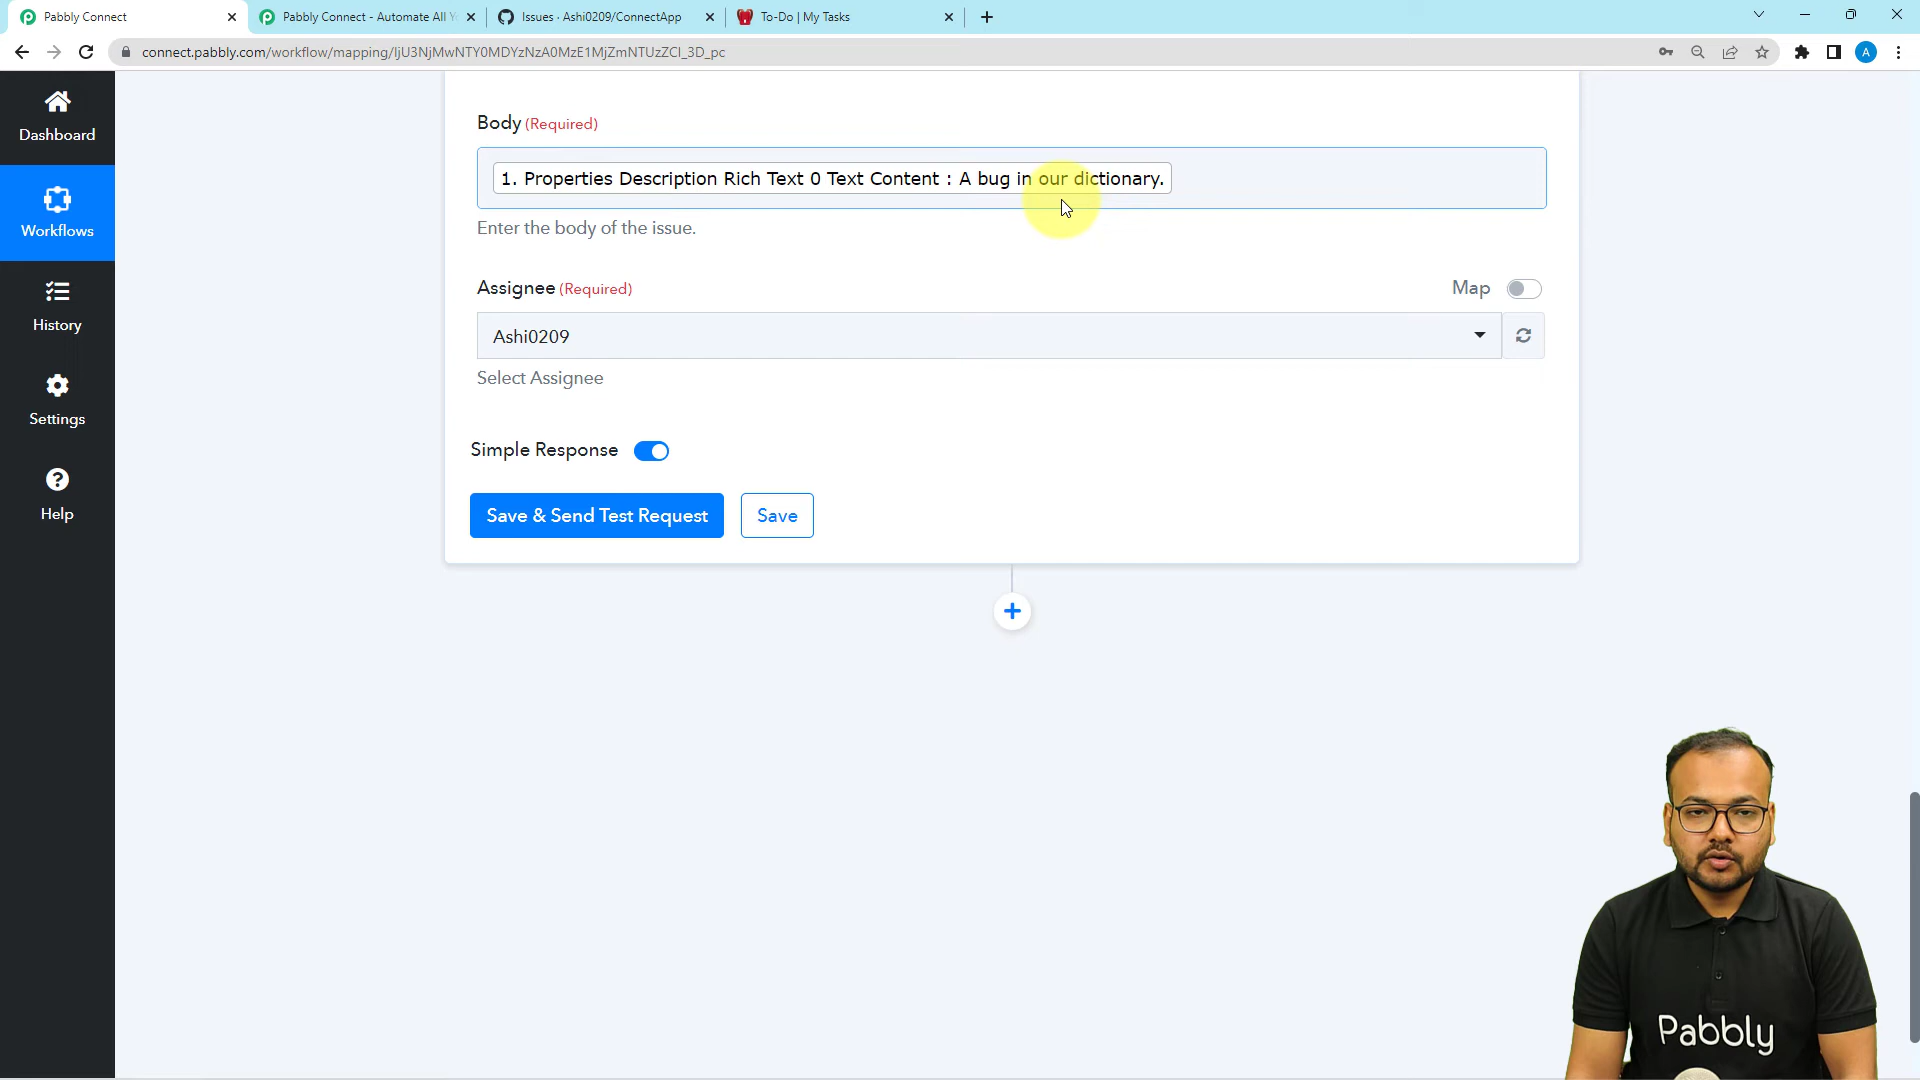 Pabbly Connect
Pabbly Connect - Automate All Y
Issues · Ashi0209/ConnectApp
To-Do | My Tasks
connect.pabbly.com/workflow/mapping/IjU3NjMwNTY0MDYzNzA0MzE1MjZmNTUzZCI_3D_pc
A
Dashboard
Workflows
History
Settings
Help
Body (Required)
1. Properties Description Rich Text 0 Text Content : A bug in our dictionary.
Enter the body of the issue.
Assignee (Required)
Map
Ashi0209
Select Assignee
Simple Response
Save & Send Test Request
Save
Pabbly